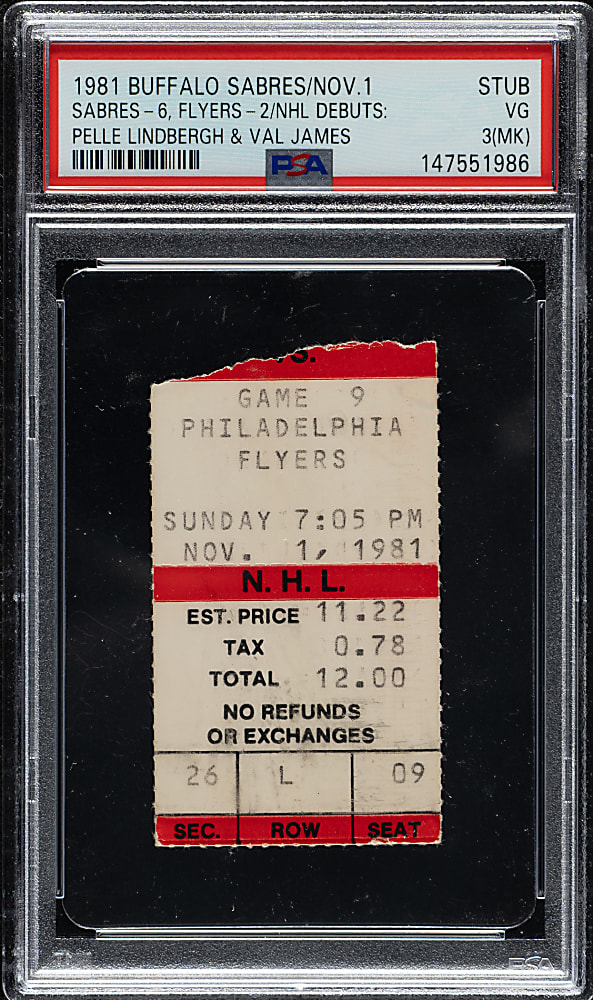 1981 BUFFALO SABRES/NOV.1 STUB
SABRES-6, FLYERS-2/NHL DEBUTS: VG
PELLE LINDBERGH & VAL JAMES 3(MK)
PSA 147551986
S.
GAME 9
PHILADELPHIA
FLYERS
SUNDAY 7:05 PM
NOV. 1, 1981
N. H. L.
EST. PRICE 11.22
TAX 0.78
TOTAL 12.00
NO REFUNDS
OR EXCHANGES
26 L 09
SEC. ROW SEAT
PSA